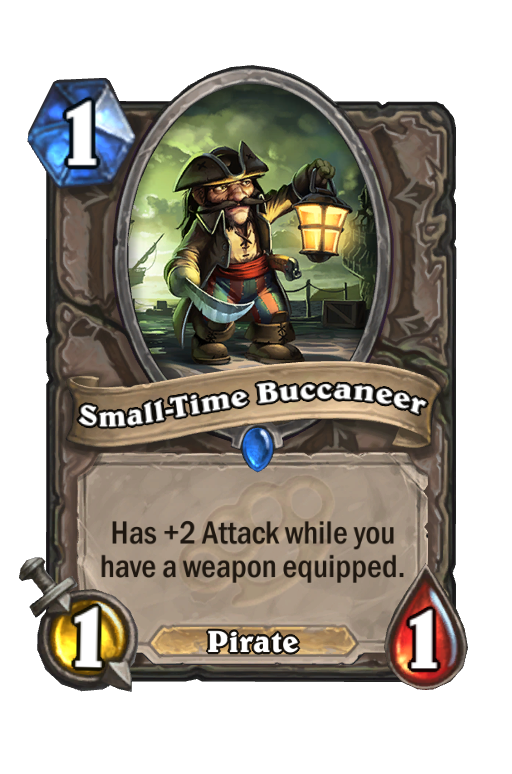 1
Small-Time Buccaneer
Has +2 Attack while you
have a weapon equipped.
1
Pirate
1